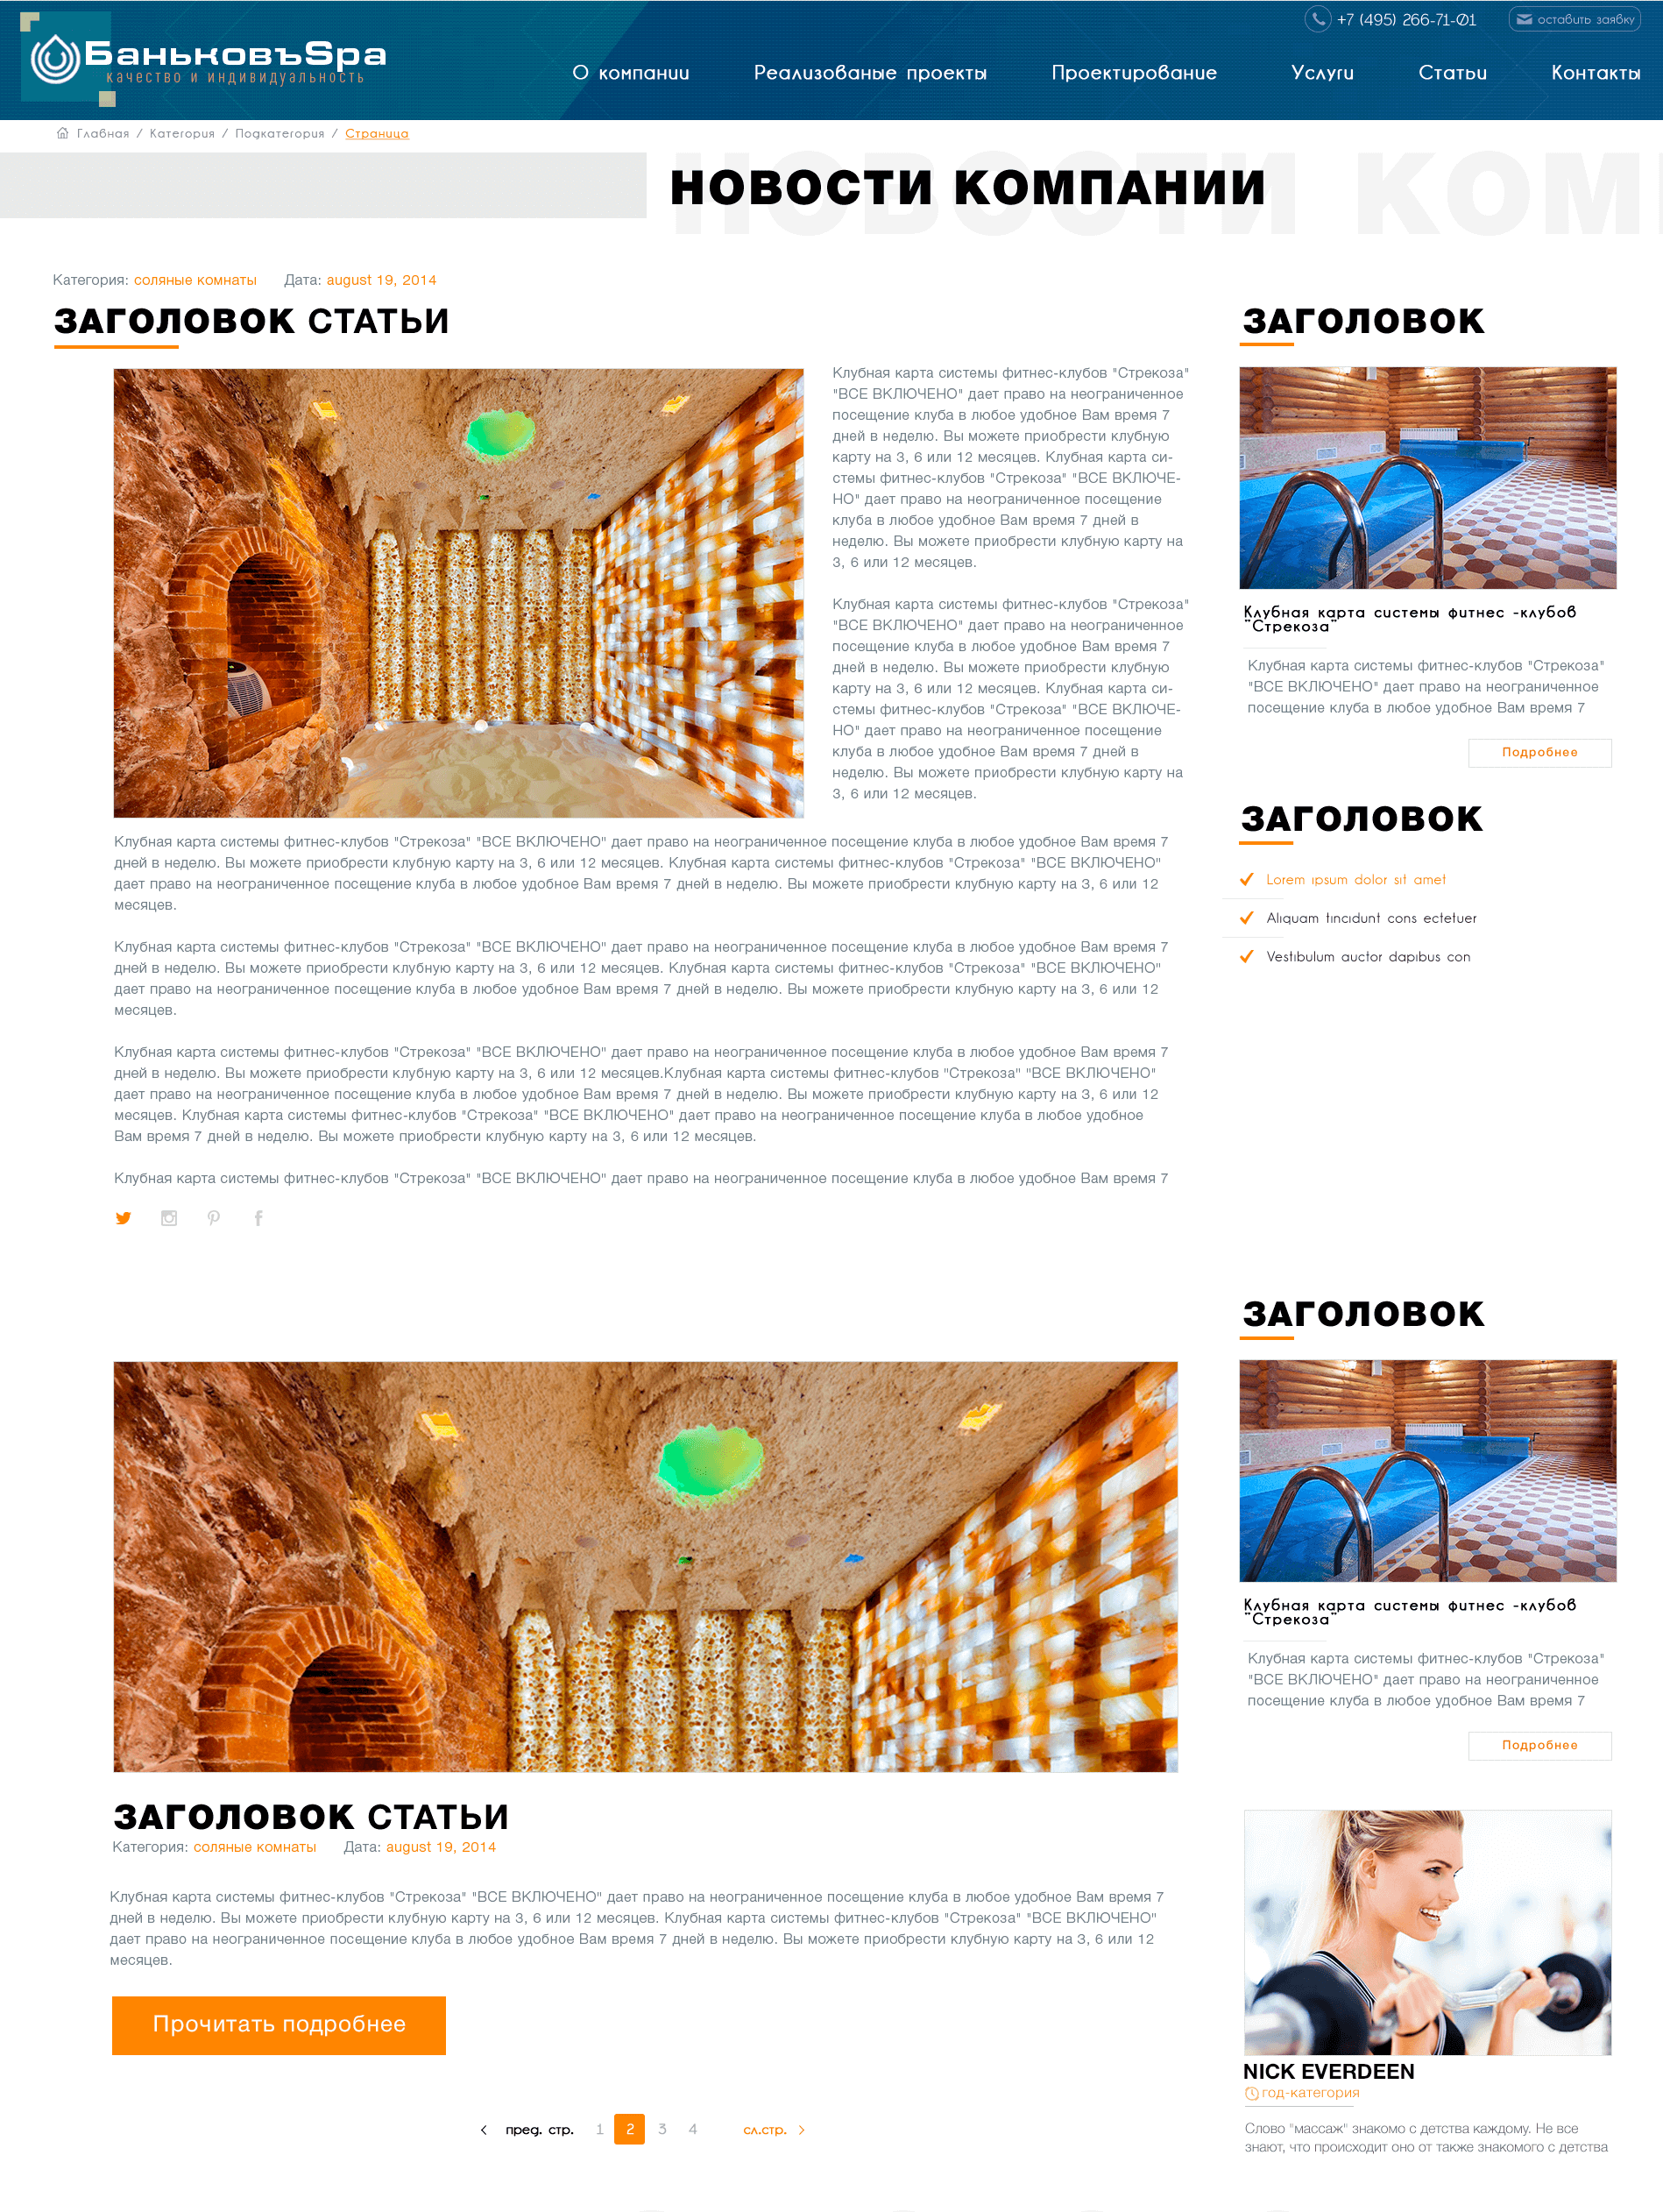 +7 (495) 266-71-01
оставить заявку
БаньковъSpa
качество и индивидуальность
О компании
Реализованые проекты
Проектирование
Услуги
Статьи
Контакты
Главная / Категория / Подкатегория / Страница
НОВОСТИ КОМПАНИИ
НОВОСТИ КОМ
Категория: соляные комнаты Дата: august 19, 2014
ЗАГОЛОВОК СТАТЬИ
Клубная карта системы фитнес-клубов "Стрекоза"
"ВСЕ ВКЛЮЧЕНО" дает право на неограниченное
посещение клуба в любое удобное Вам время 7
дней в неделю. Вы можете приобрести клубную
карту на 3, 6 или 12 месяцев. Клубная карта си-
стемы фитнес-клубов "Стрекоза" "ВСЕ ВКЛЮЧЕ-
НО" дает право на неограниченное посещение
клуба в любое удобное Вам время 7 дней в
неделю. Вы можете приобрести клубную карту на
3, 6 или 12 месяцев.
Клубная карта системы фитнес-клубов "Стрекоза"
"ВСЕ ВКЛЮЧЕНО" дает право на неограниченное
посещение клуба в любое удобное Вам время 7
дней в неделю. Вы можете приобрести клубную
карту на 3, 6 или 12 месяцев. Клубная карта си-
стемы фитнес-клубов "Стрекоза" "ВСЕ ВКЛЮЧЕ-
НО" дает право на неограниченное посещение
клуба в любое удобное Вам время 7 дней в
неделю. Вы можете приобрести клубную карту на
3, 6 или 12 месяцев.
Клубная карта системы фитнес-клубов "Стрекоза" "ВСЕ ВКЛЮЧЕНО" дает право на неограниченное посещение клуба в любое удобное Вам время 7
дней в неделю. Вы можете приобрести клубную карту на 3, 6 или 12 месяцев. Клубная карта системы фитнес-клубов "Стрекоза" "ВСЕ ВКЛЮЧЕНО"
дает право на неограниченное посещение клуба в любое удобное Вам время 7 дней в неделю. Вы можете приобрести клубную карту на 3, 6 или 12
месяцев.
Клубная карта системы фитнес-клубов "Стрекоза" "ВСЕ ВКЛЮЧЕНО" дает право на неограниченное посещение клуба в любое удобное Вам время 7
дней в неделю. Вы можете приобрести клубную карту на 3, 6 или 12 месяцев. Клубная карта системы фитнес-клубов "Стрекоза" "ВСЕ ВКЛЮЧЕНО"
дает право на неограниченное посещение клуба в любое удобное Вам время 7 дней в неделю. Вы можете приобрести клубную карту на 3, 6 или 12
месяцев.
Клубная карта системы фитнес-клубов "Стрекоза" "ВСЕ ВКЛЮЧЕНО" дает право на неограниченное посещение клуба в любое удобное Вам время 7
дней в неделю. Вы можете приобрести клубную карту на 3, 6 или 12 месяцев.Клубная карта системы фитнес-клубов "Стрекоза" "ВСЕ ВКЛЮЧЕНО"
дает право на неограниченное посещение клуба в любое удобное Вам время 7 дней в неделю. Вы можете приобрести клубную карту на 3, 6 или 12
месяцев. Клубная карта системы фитнес-клубов "Стрекоза" "ВСЕ ВКЛЮЧЕНО" дает право на неограниченное посещение клуба в любое удобное
Вам время 7 дней в неделю. Вы можете приобрести клубную карту на 3, 6 или 12 месяцев.
Клубная карта системы фитнес-клубов "Стрекоза" "ВСЕ ВКЛЮЧЕНО" дает право на неограниченное посещение клуба в любое удобное Вам время 7
ЗАГОЛОВОК
Клубная карта системы фитнес -клубов
"Стрекоза"
Клубная карта системы фитнес-клубов "Стрекоза"
"ВСЕ ВКЛЮЧЕНО" дает право на неограниченное
посещение клуба в любое удобное Вам время 7
Подробнее
ЗАГОЛОВОК
Lorem ipsum dolor sit amet
Aliquam tincidunt cons ectetuer
Vestibulum auctor dapibus con
ЗАГОЛОВОК СТАТЬИ
Категория: соляные комнаты Дата: august 19, 2014
Клубная карта системы фитнес-клубов "Стрекоза" "ВСЕ ВКЛЮЧЕНО" дает право на неограниченное посещение клуба в любое удобное Вам время 7
дней в неделю. Вы можете приобрести клубную карту на 3, 6 или 12 месяцев. Клубная карта системы фитнес-клубов "Стрекоза" "ВСЕ ВКЛЮЧЕНО"
дает право на неограниченное посещение клуба в любое удобное Вам время 7 дней в неделю. Вы можете приобрести клубную карту на 3, 6 или 12
месяцев.
Прочитать подробнее
пред. стр. 1 2 3 4 сл.стр.
ЗАГОЛОВОК
Клубная карта системы фитнес -клубов
"Стрекоза"
Клубная карта системы фитнес-клубов "Стрекоза"
"ВСЕ ВКЛЮЧЕНО" дает право на неограниченное
посещение клуба в любое удобное Вам время 7
Подробнее
NICK EVERDEEN
год-категория
Слово "массаж" знакомо с детства каждому. Не все
знают, что происходит оно от также знакомого с детства